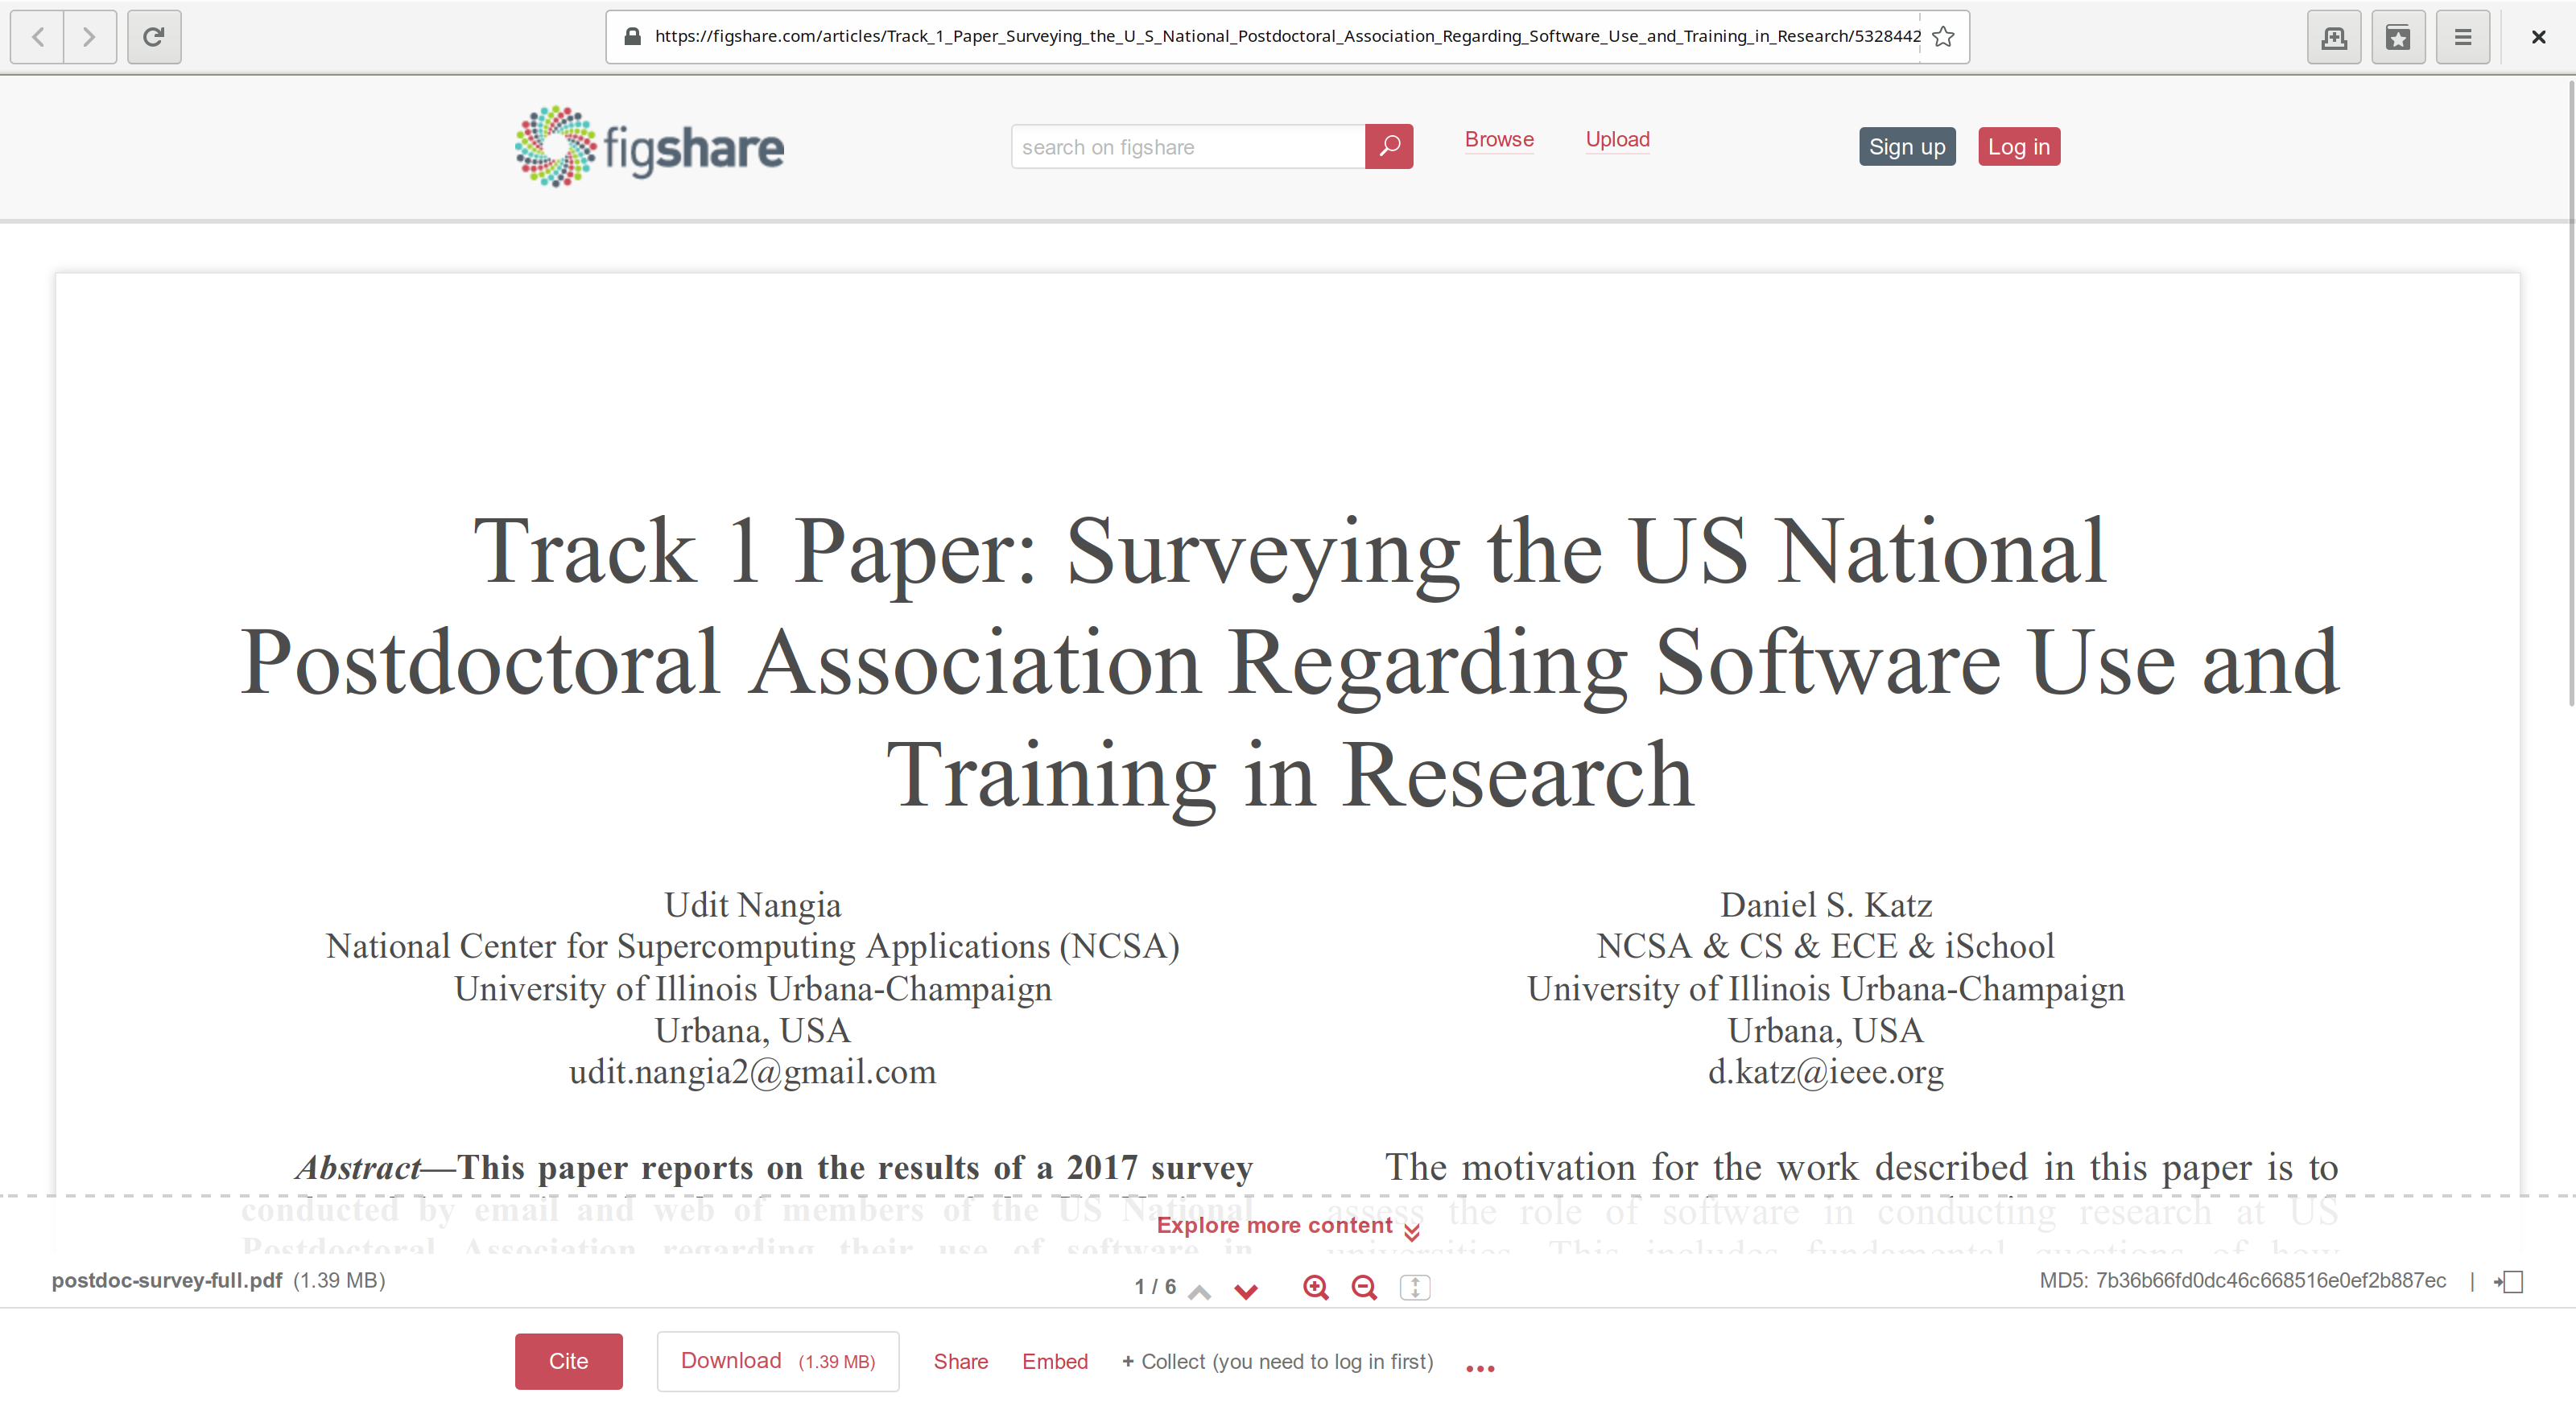 https://figshare.com/articles/Track_1_Paper_Surveying_the_U_S_National_Postdoctoral_Association_Regarding_Software_Use_and_Training_in_Research/5328442
figshare
search on figshare
Browse
Upload
Sign up
Log in
Track 1 Paper: Surveying the US National
Postdoctoral Association Regarding Software Use and
Training in Research
Udit Nangia
National Center for Supercomputing Applications (NCSA)
University of Illinois Urbana-Champaign
Urbana, USA
udit.nangia2@gmail.com
Daniel S. Katz
NCSA & CS & ECE & iSchool
University of Illinois Urbana-Champaign
Urbana, USA
d.katz@ieee.org
Abstract—This paper reports on the results of a 2017 survey
conducted by email and web of members of the US National
Postdoctoral Association regarding their use of software in
The motivation for the work described in this paper is to
assess the role of software in conducting research at US
universities. This includes fundamental questions of how
Explore more content
postdoc-survey-full.pdf (1.39 MB)
1 / 6
MD5: 7b36b66fd0dc46c668516e0ef2b887ec |
Cite
Download (1.39 MB)
Share
Embed
+ Collect (you need to log in first)